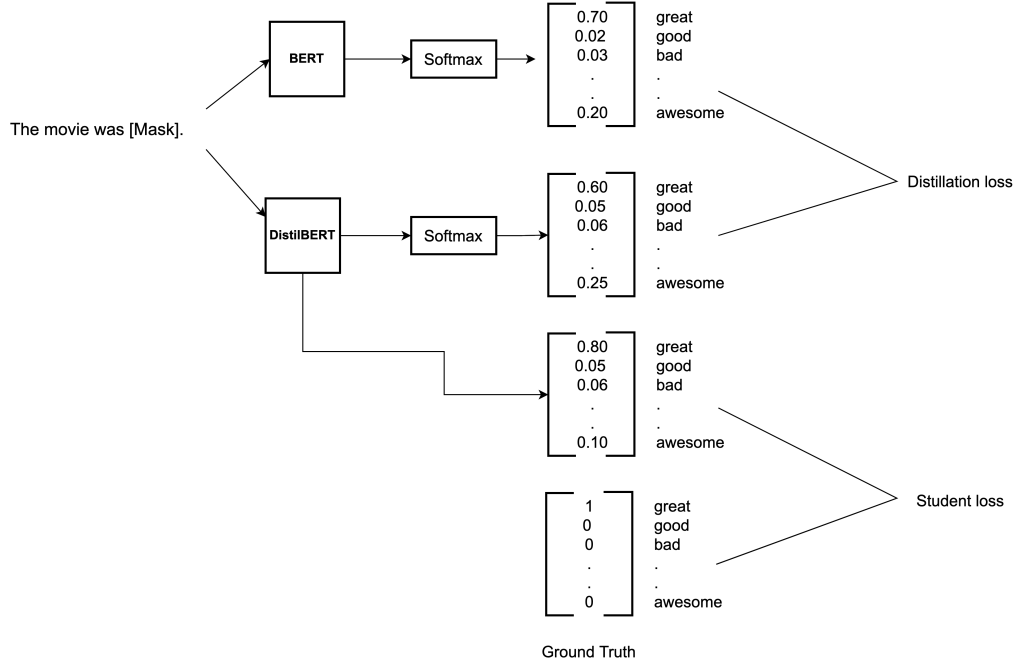 The movie was [Mask].
BERT
Softmax
0.70 great
0.02 good
0.03 bad
. .
. .
0.20 awesome
DistilBERT
Softmax
0.60 great
0.05 good
0.06 bad
. .
. .
0.25 awesome
Distillation loss
0.80 great
0.05 good
0.06 bad
. .
. .
0.10 awesome
1 great
0 good
0 bad
. .
. .
0 awesome
Student loss
Ground Truth